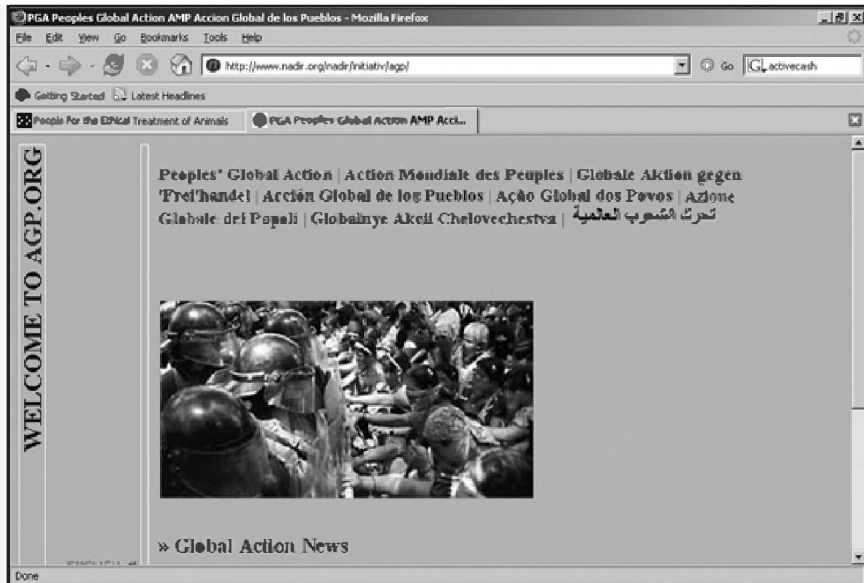 PGA Peoples Global Action AMP Accion Global de los Pueblos - Mozilla Firefox
File Edit View Go Bookmarks Tools Help
http://www.nadir.org/nadir/initiativ/agp/ Go activecash
Getting Started Latest Headlines
People for the Ethical Treatment of Animals PGA Peoples Global Action AMP Acci...
WELCOME TO AGP.ORG
Peoples' Global Action | Action Mondiale des Peuples | Globale Aktion gegen
'Frei'handel | Acción Global de los Pueblos | Ação Global dos Povos | Azione
Globale dei Popoli | Globalnye Akcii Chelovechestva | تحرك الشعوب العالمية
» Global Action News
Done